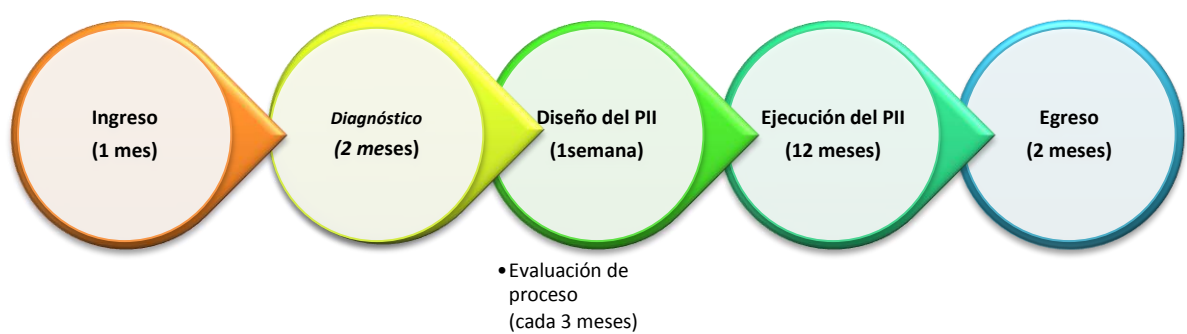 Ingreso
(1 mes)
Diagnóstico
(2 meses)
Diseño del PII
(1semana)
Ejecución del PII
(12 meses)
Egreso
(2 meses)
•Evaluación de
proceso
(cada 3 meses)